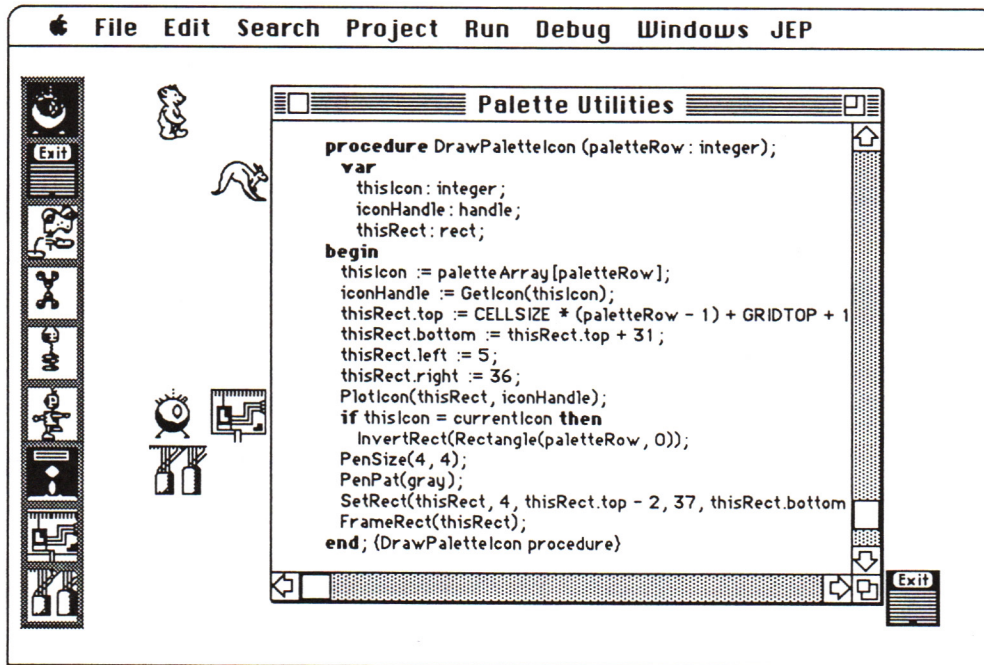 File Edit Search Project Run Debug Windows JEP
Palette Utilities
Exit
procedure DrawPaletteIcon (paletteRow : integer);
var
thisIcon : integer;
iconHandle : handle;
thisRect : rect;
begin
thisIcon := paletteArray[paletteRow];
iconHandle := GetIcon(thisIcon);
thisRect.top := CELLSIZE * (paletteRow - 1) + GRIDTOP + 1
thisRect.bottom := thisRect.top + 31;
thisRect.left := 5;
thisRect.right := 36;
PlotIcon(thisRect, iconHandle);
if thisIcon = currentIcon then
InvertRect(Rectangle(paletteRow, 0));
PenSize(4, 4);
PenPat(gray);
SetRect(thisRect, 4, thisRect.top - 2, 37, thisRect.bottom
FrameRect(thisRect);
end; {DrawPaletteIcon procedure}
Exit